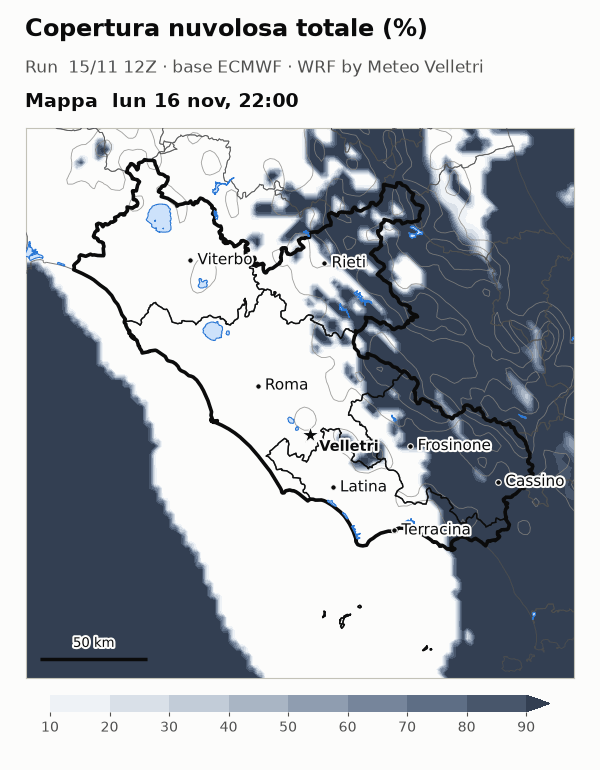 Copertura nuvolosa totale (%)
Run  15/11 12Z · base ECMWF · WRF by Meteo Velletri
Mappa  lun 16 nov, 22:00
Viterbo
Rieti
Roma
Velletri
Frosinone
Latina
Cassino
Terracina
50 km
10 20 30 40 50 60 70 80 90